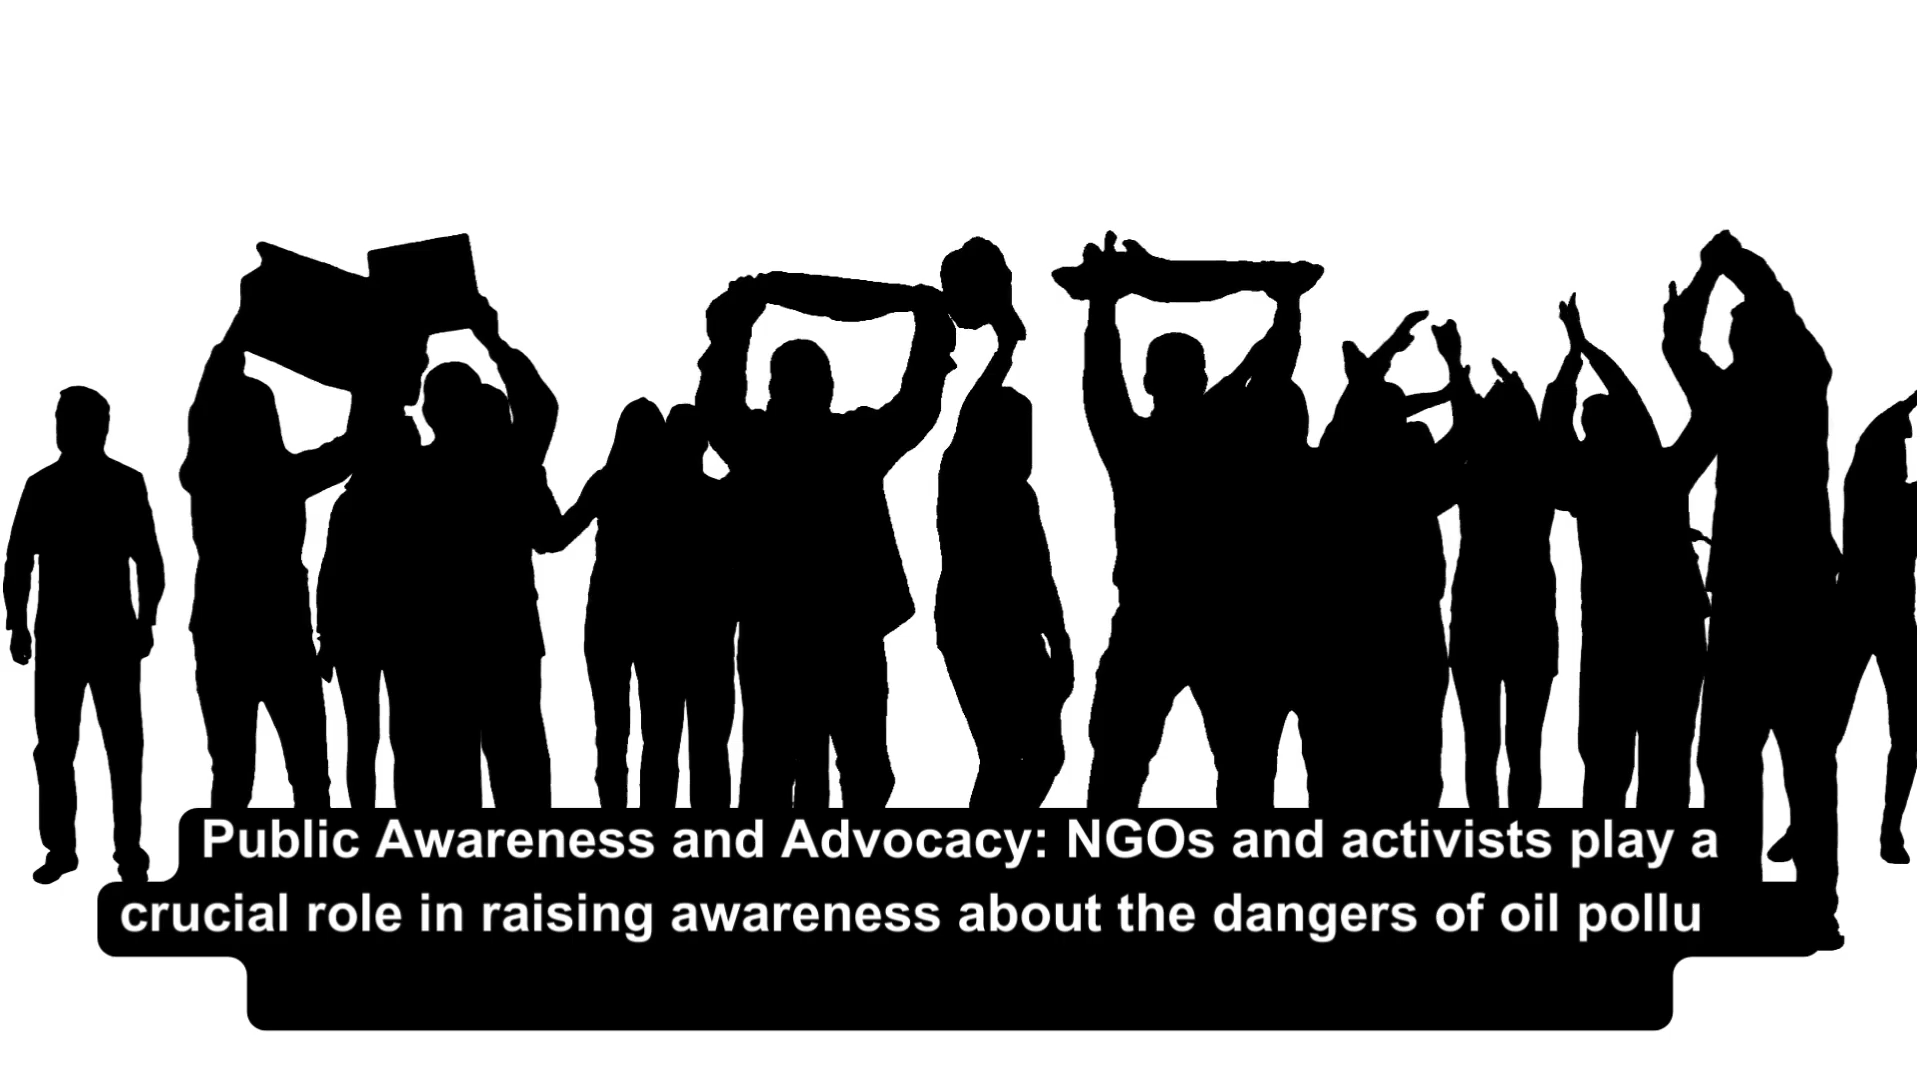 Public Awareness and Advocacy: NGOs and activists play a
crucial role in raising awareness about the dangers of oil pollu